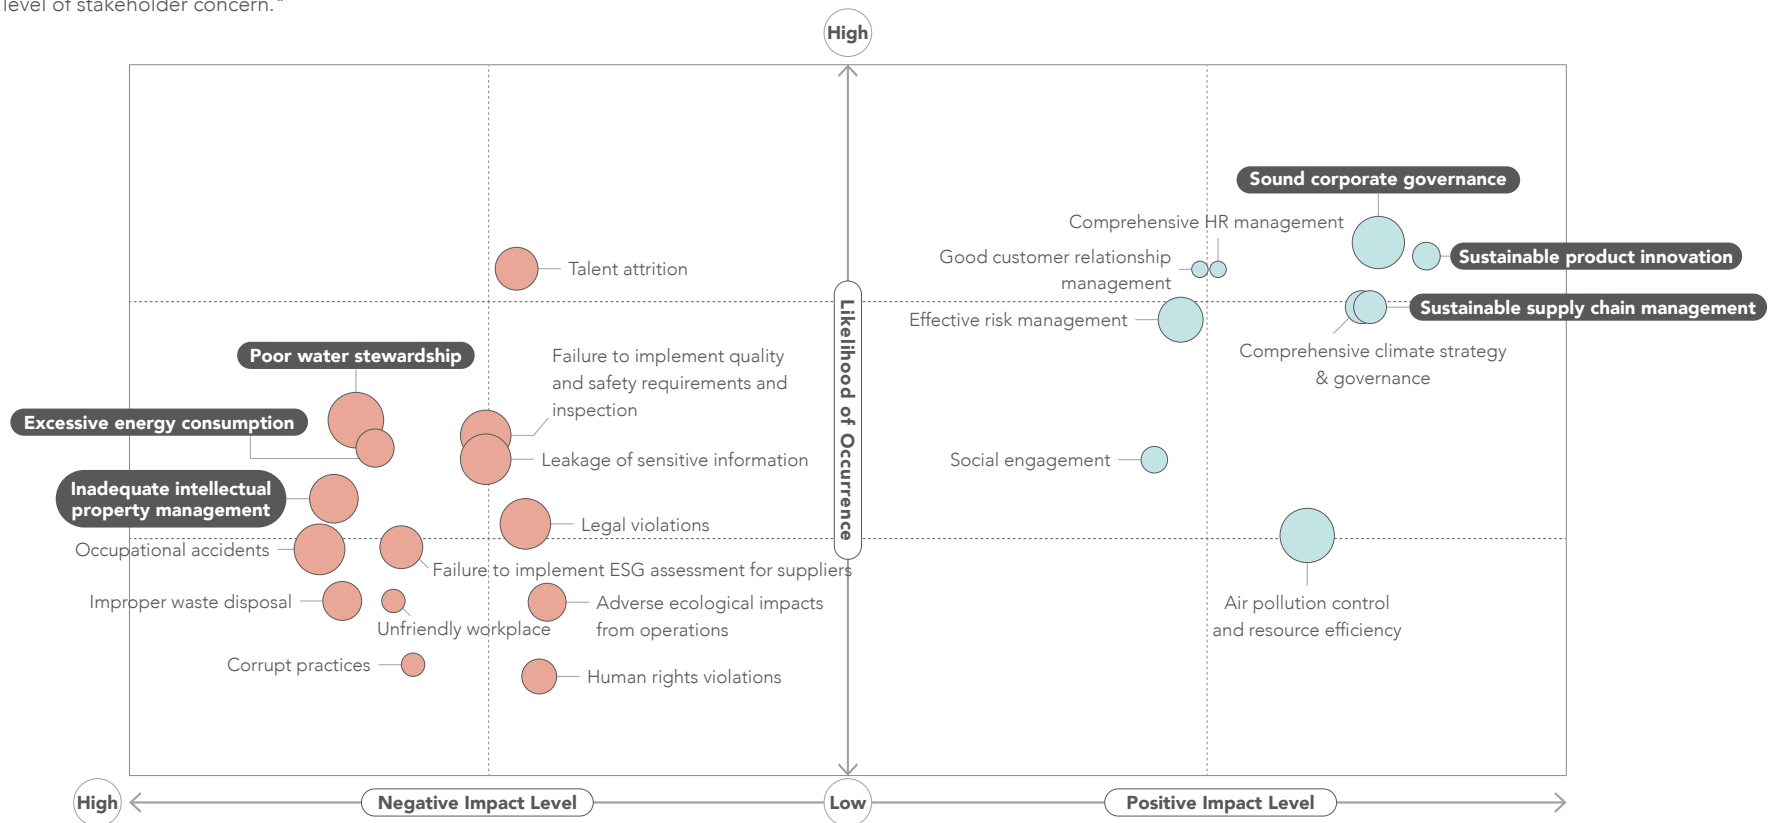 level of stakeholder concern."
High
Sound corporate governance
Comprehensive HR management
Good customer relationship
management
Sustainable product innovation
Talent attrition
Effective risk management
Sustainable supply chain management
Comprehensive climate strategy
& governance
Poor water stewardship
Failure to implement quality
and safety requirements and
inspection
Excessive energy consumption
Likelihood of Occurrence
Leakage of sensitive information
Social engagement
Inadequate intellectual
property management
Legal violations
Occupational accidents
Failure to implement ESG assessment for suppliers
Improper waste disposal
Adverse ecological impacts
from operations
Unfriendly workplace
Air pollution control
and resource efficiency
Corrupt practices
Human rights violations
High
Negative Impact Level
Low
Positive Impact Level